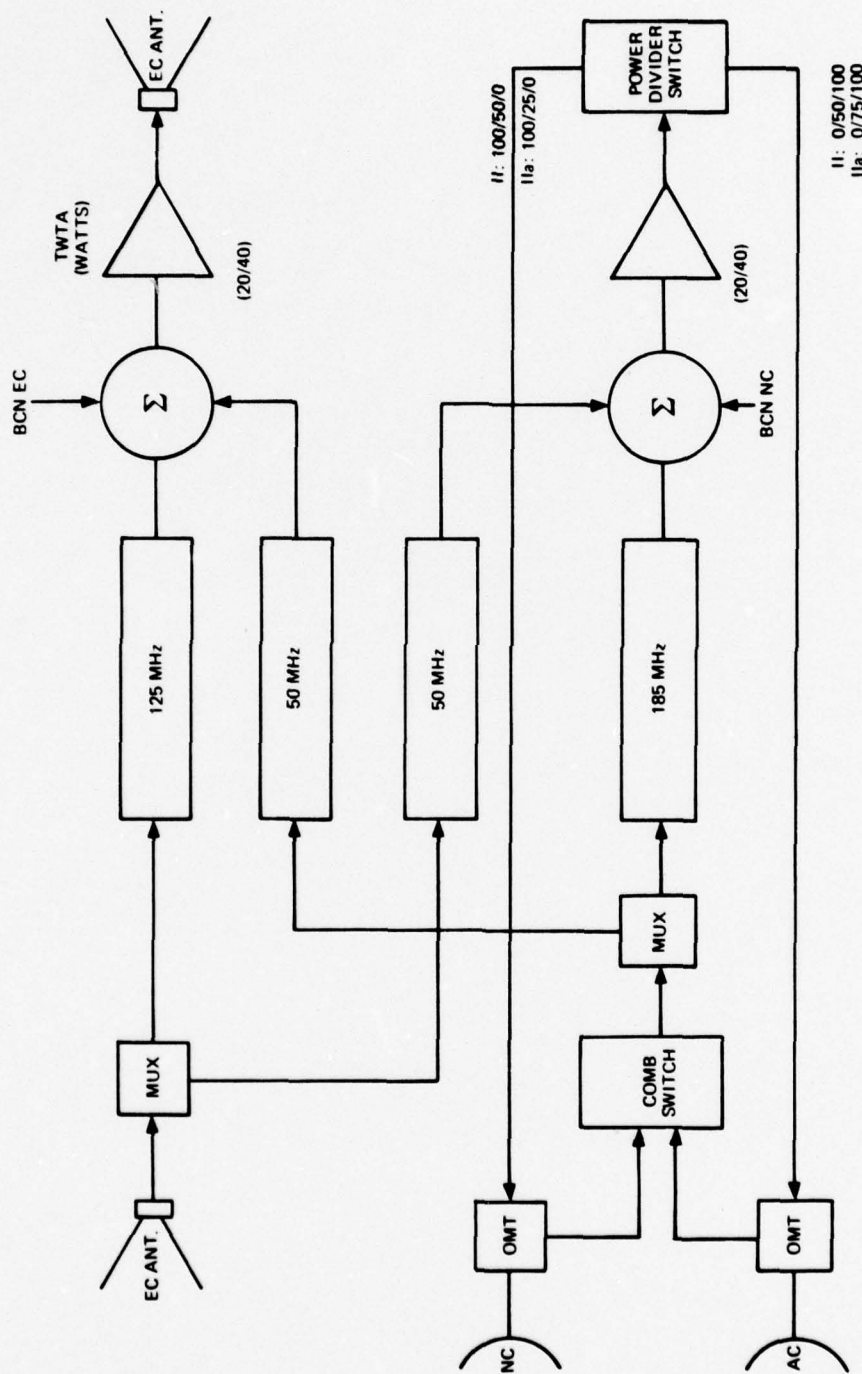 EC ANT.
MUX
125 MHz
50 MHz
50 MHz
BCN EC
Σ
TWTA
(WATTS)
(20/40)
EC ANT.
NC
OMT
AC
OMT
COMB
SWITCH
MUX
185 MHz
Σ
BCN NC
(20/40)
II: 100/50/0
IIa: 100/25/0
POWER
DIVIDER
SWITCH
II: 0/50/100
IIa: 0/75/100